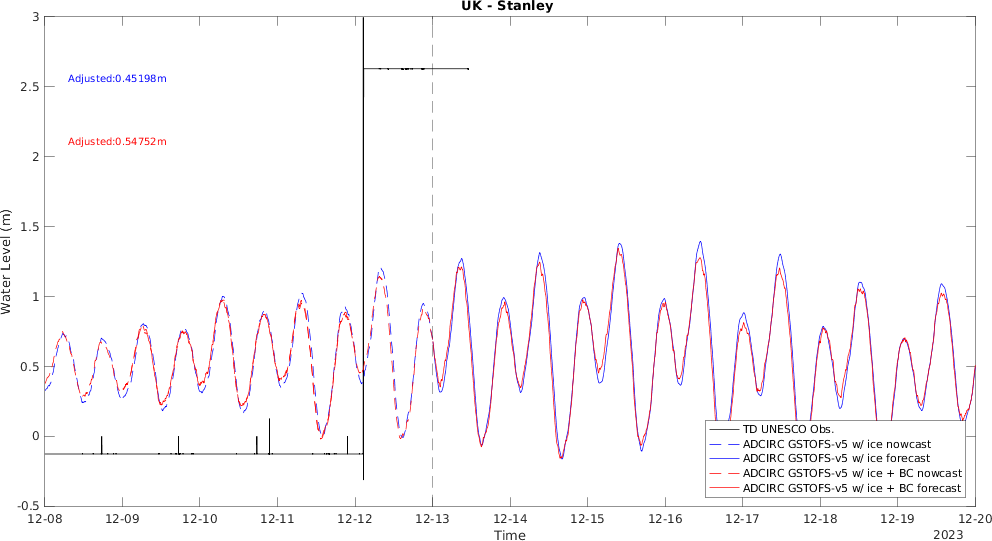 UK - Stanley
3
2.5
2
1.5
1
0.5
0
-0.5
Water Level (m)
Adjusted:0.45198m
Adjusted:0.54752m
TD UNESCO Obs.
ADCIRC GSTOFS-v5 w/ ice nowcast
ADCIRC GSTOFS-v5 w/ ice forecast
ADCIRC GSTOFS-v5 w/ ice + BC nowcast
ADCIRC GSTOFS-v5 w/ ice + BC forecast
12-08 12-09 12-10 12-11 12-12 12-13 12-14 12-15 12-16 12-17 12-18 12-19 12-20
Time
2023